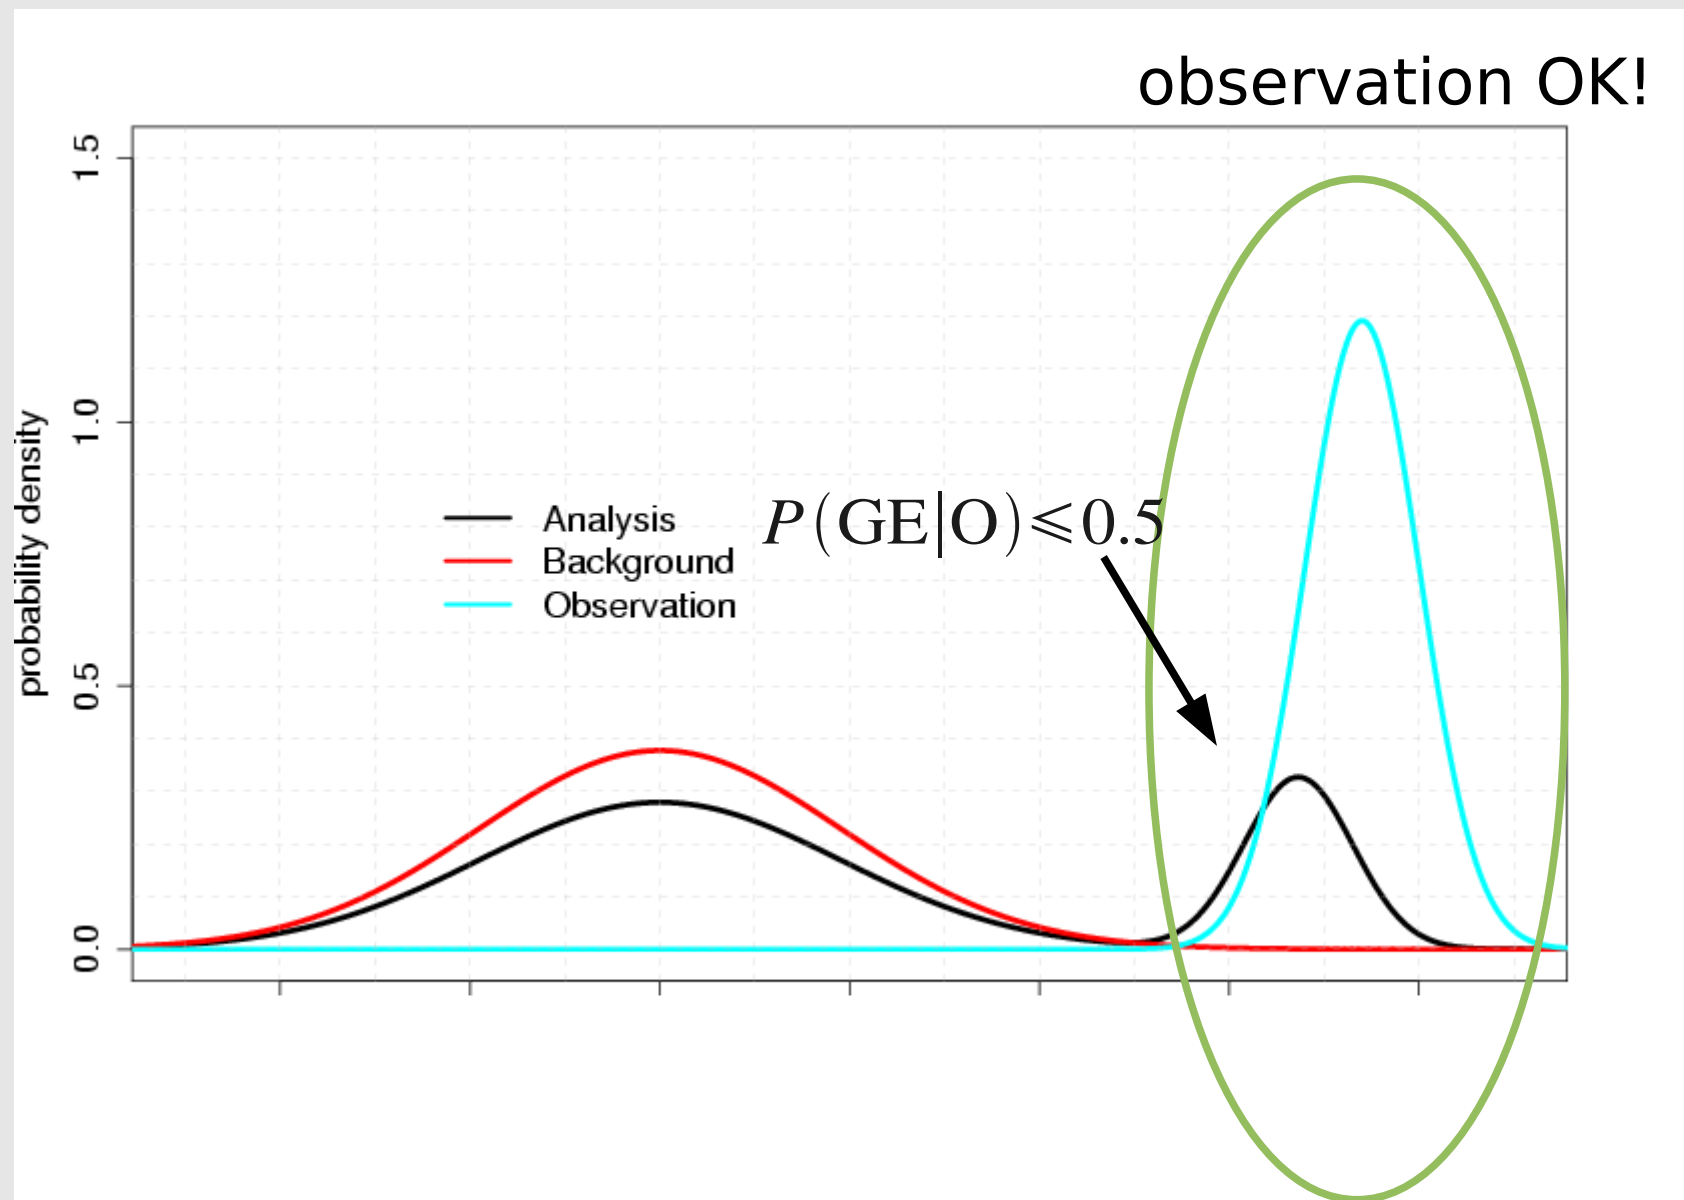 observation OK!
1.5
1.0
0.5
0.0
probability density
Analysis
Background
Observation
P(GE|O)⩽0.5